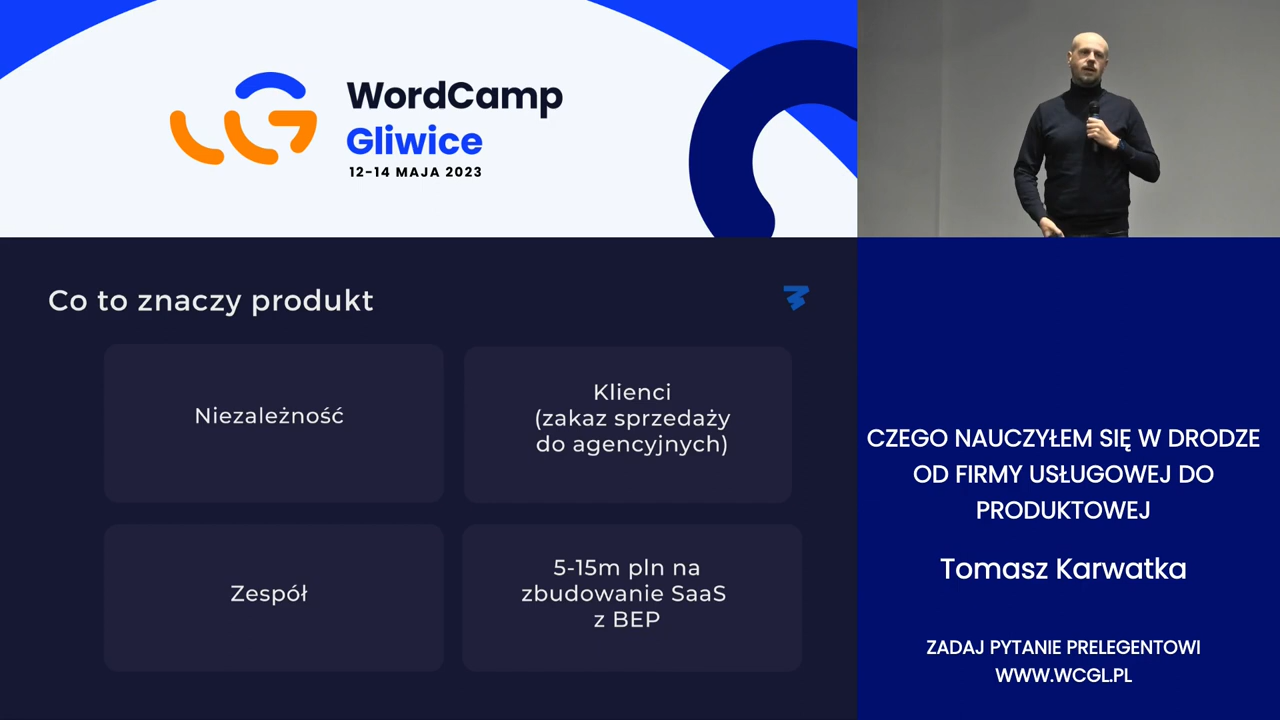 WordCamp
Gliwice
12-14 MAJA 2023
Co to znaczy produkt
Niezależność
Klienci
(zakaz sprzedaży
do agencyjnych)
Zespół
5-15m pln na
zbudowanie SaaS
z BEP
CZEGO NAUCZYŁEM SIĘ W DRODZE
OD FIRMY USŁUGOWEJ DO
PRODUKTOWEJ
Tomasz Karwatka
ZADAJ PYTANIE PRELEGENTOWI
WWW.WCGL.PL